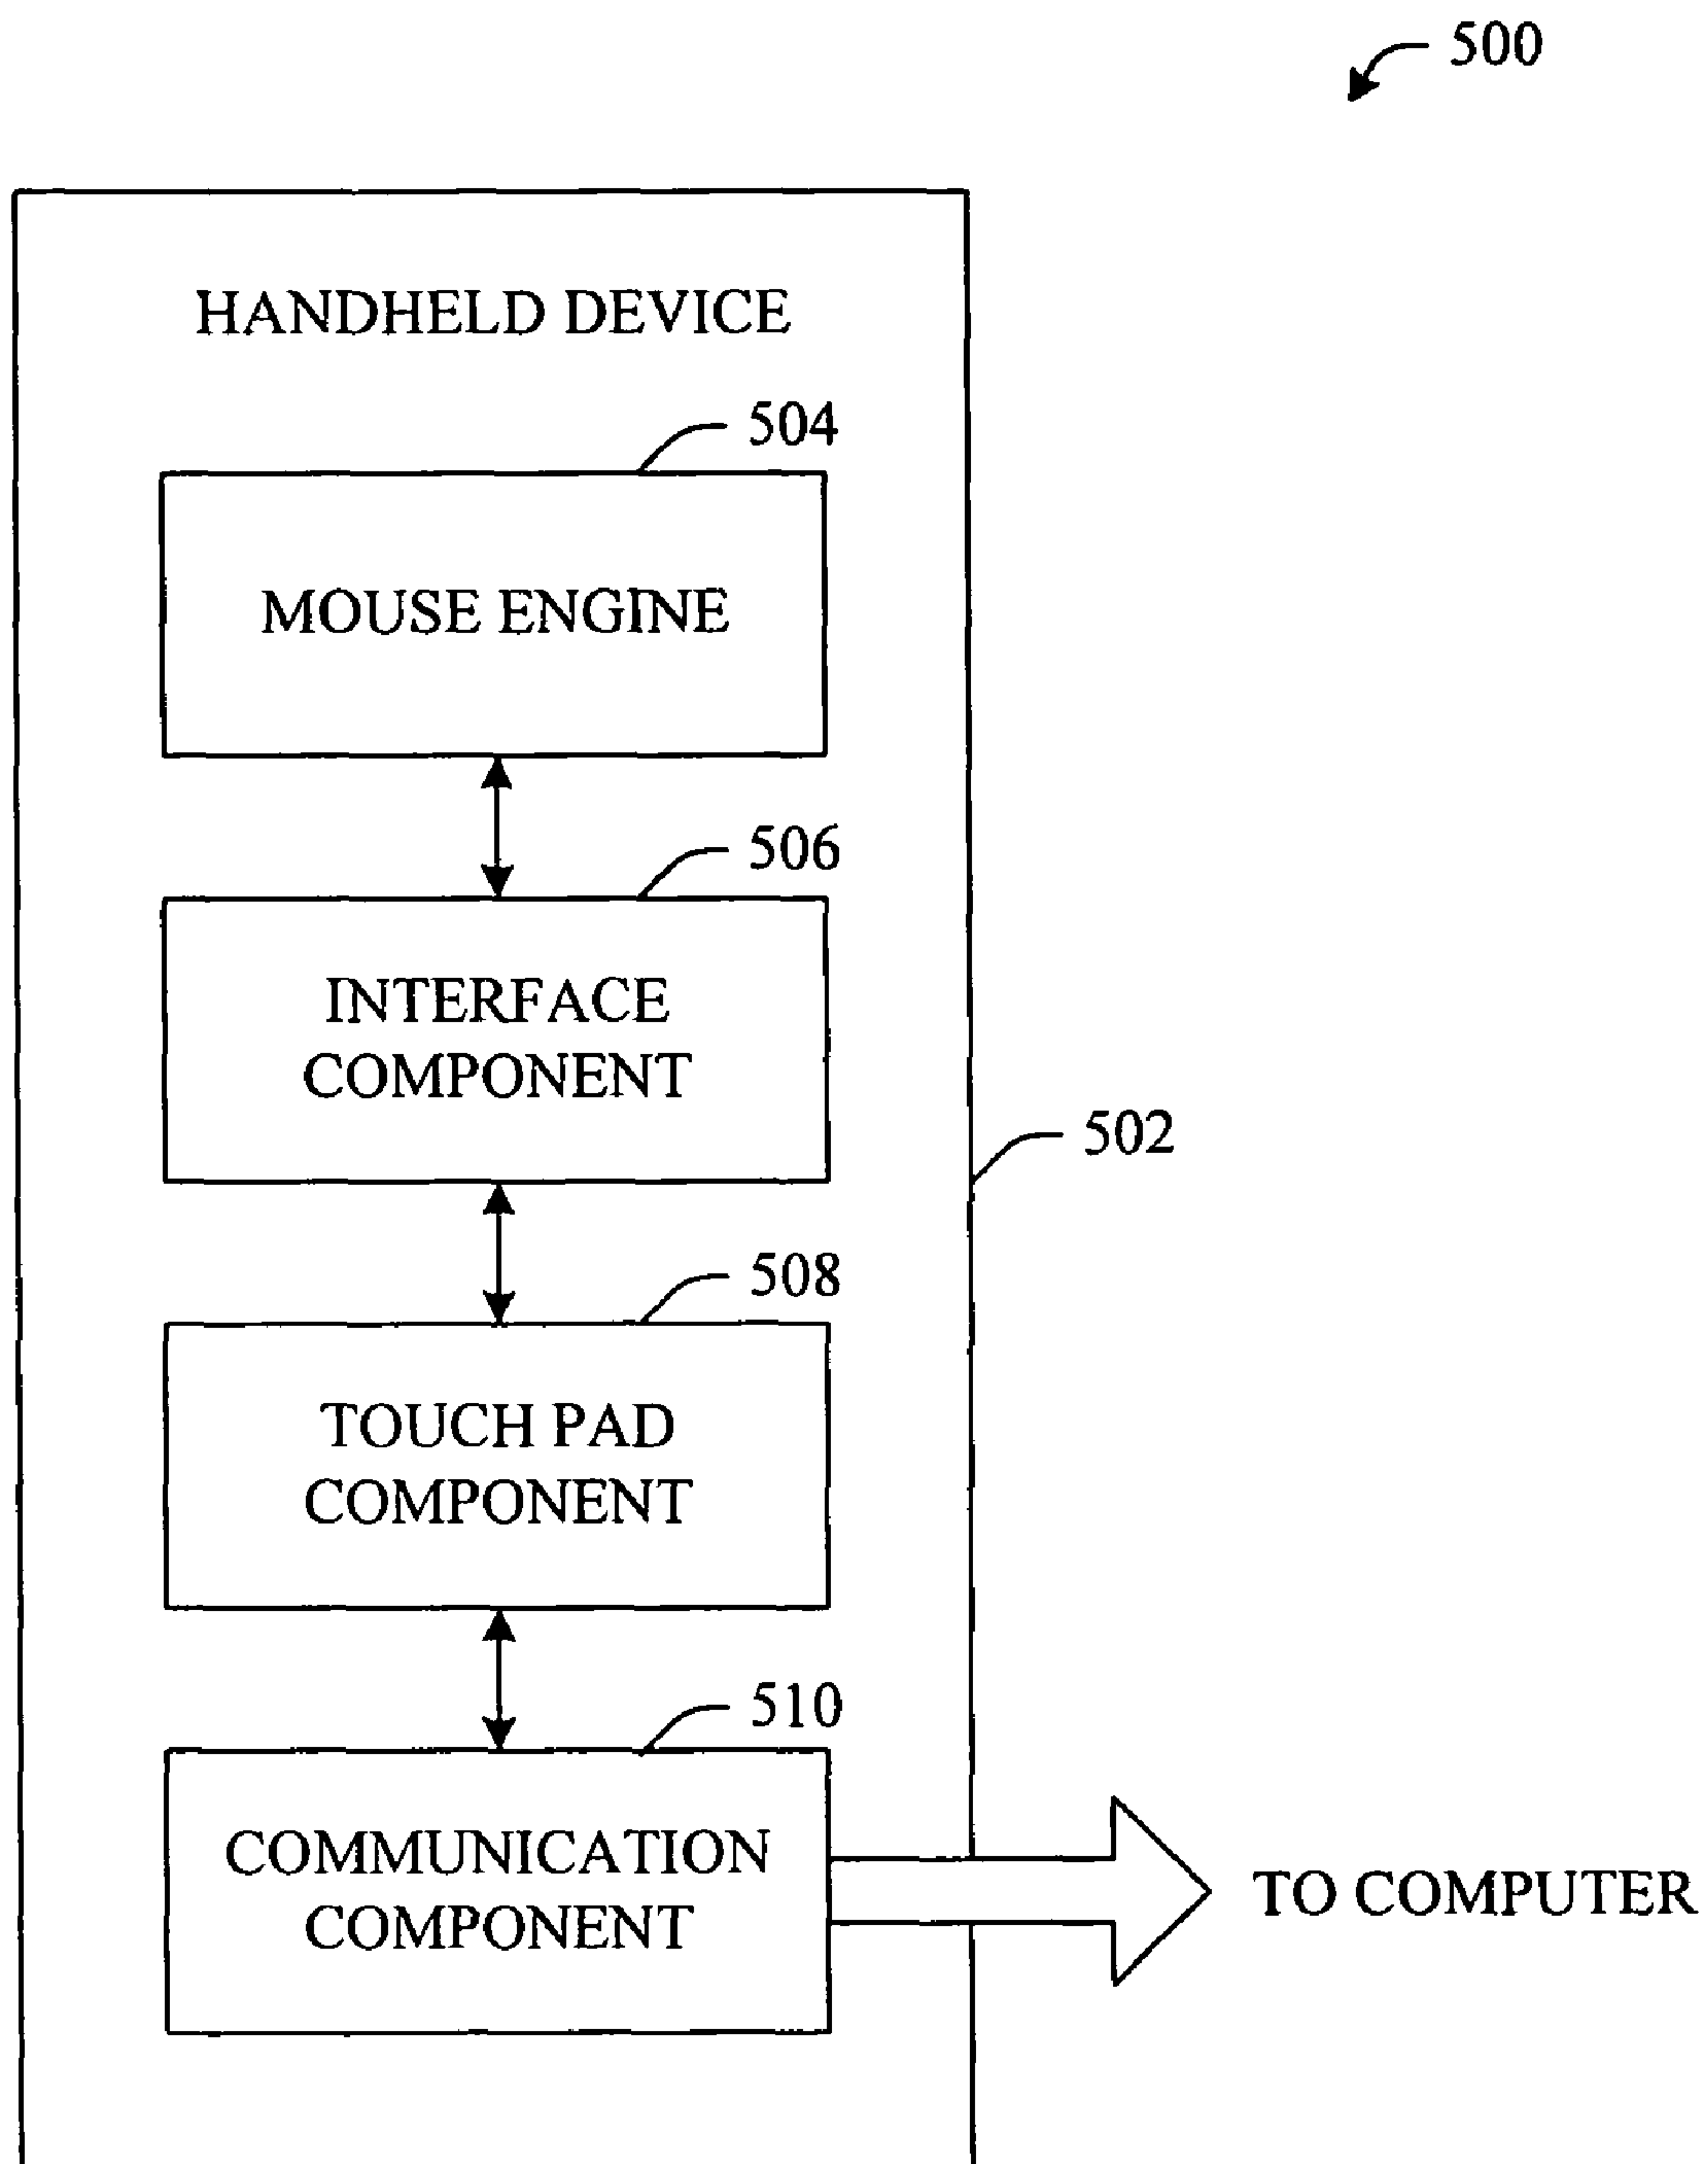 500
HANDHELD DEVICE
504
MOUSE ENGINE
506
INTERFACE
COMPONENT
502
508
TOUCH PAD
COMPONENT
510
COMMUNICATION
COMPONENT
TO COMPUTER